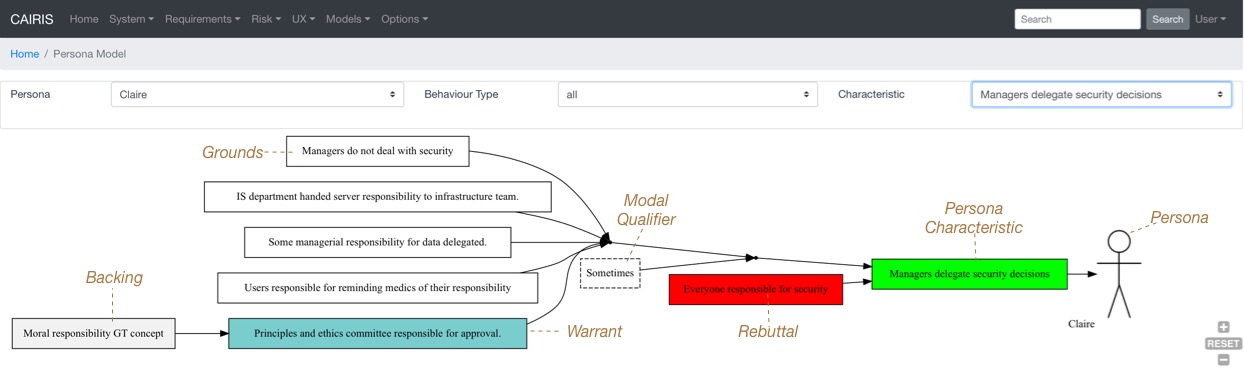 CAIRIS Home System Requirements Risk UX Models Options Search Search User
Home / Persona Model
Persona Claire Behaviour Type all Characteristic Managers delegate security decisions
Grounds
Managers do not deal with security
IS department handed server responsibility to infrastructure team.
Modal
Qualifier
Persona
Characteristic
Persona
Some managerial responsibility for data delegated.
Sometimes
Managers delegate security decisions
Backing
Users responsible for reminding medics of their responsibility
Everyone responsible for security
Moral responsibility GT concept
Principles and ethics committee responsible for approval.
Warrant
Rebuttal
Claire
+
RESET
−